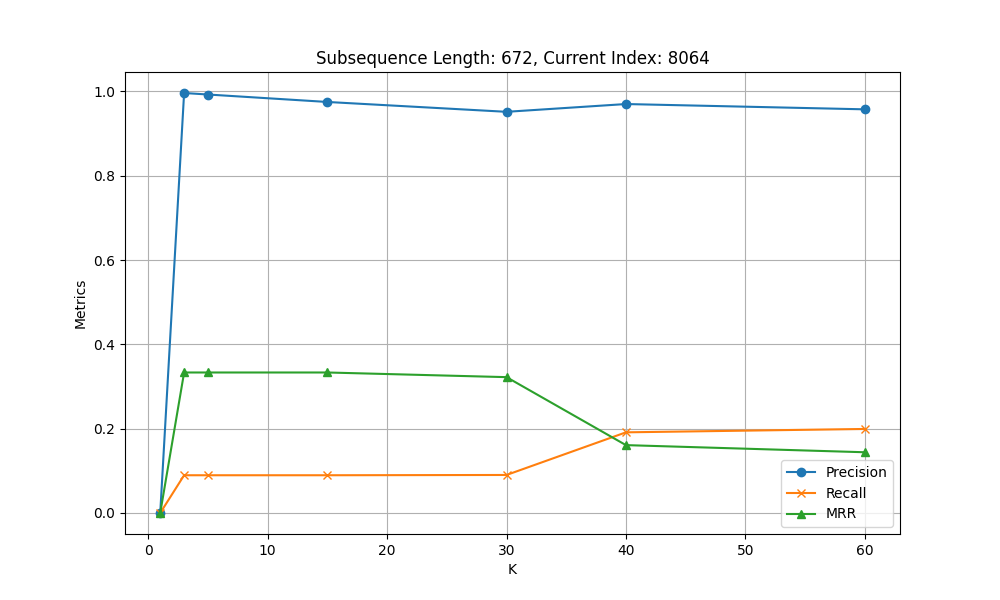 Subsequence Length: 672, Current Index: 8064
1.0
0.8
0.6
0.4
0.2
0.0
Metrics
0 10 20 30 40 50 60
K
Precision
Recall
MRR